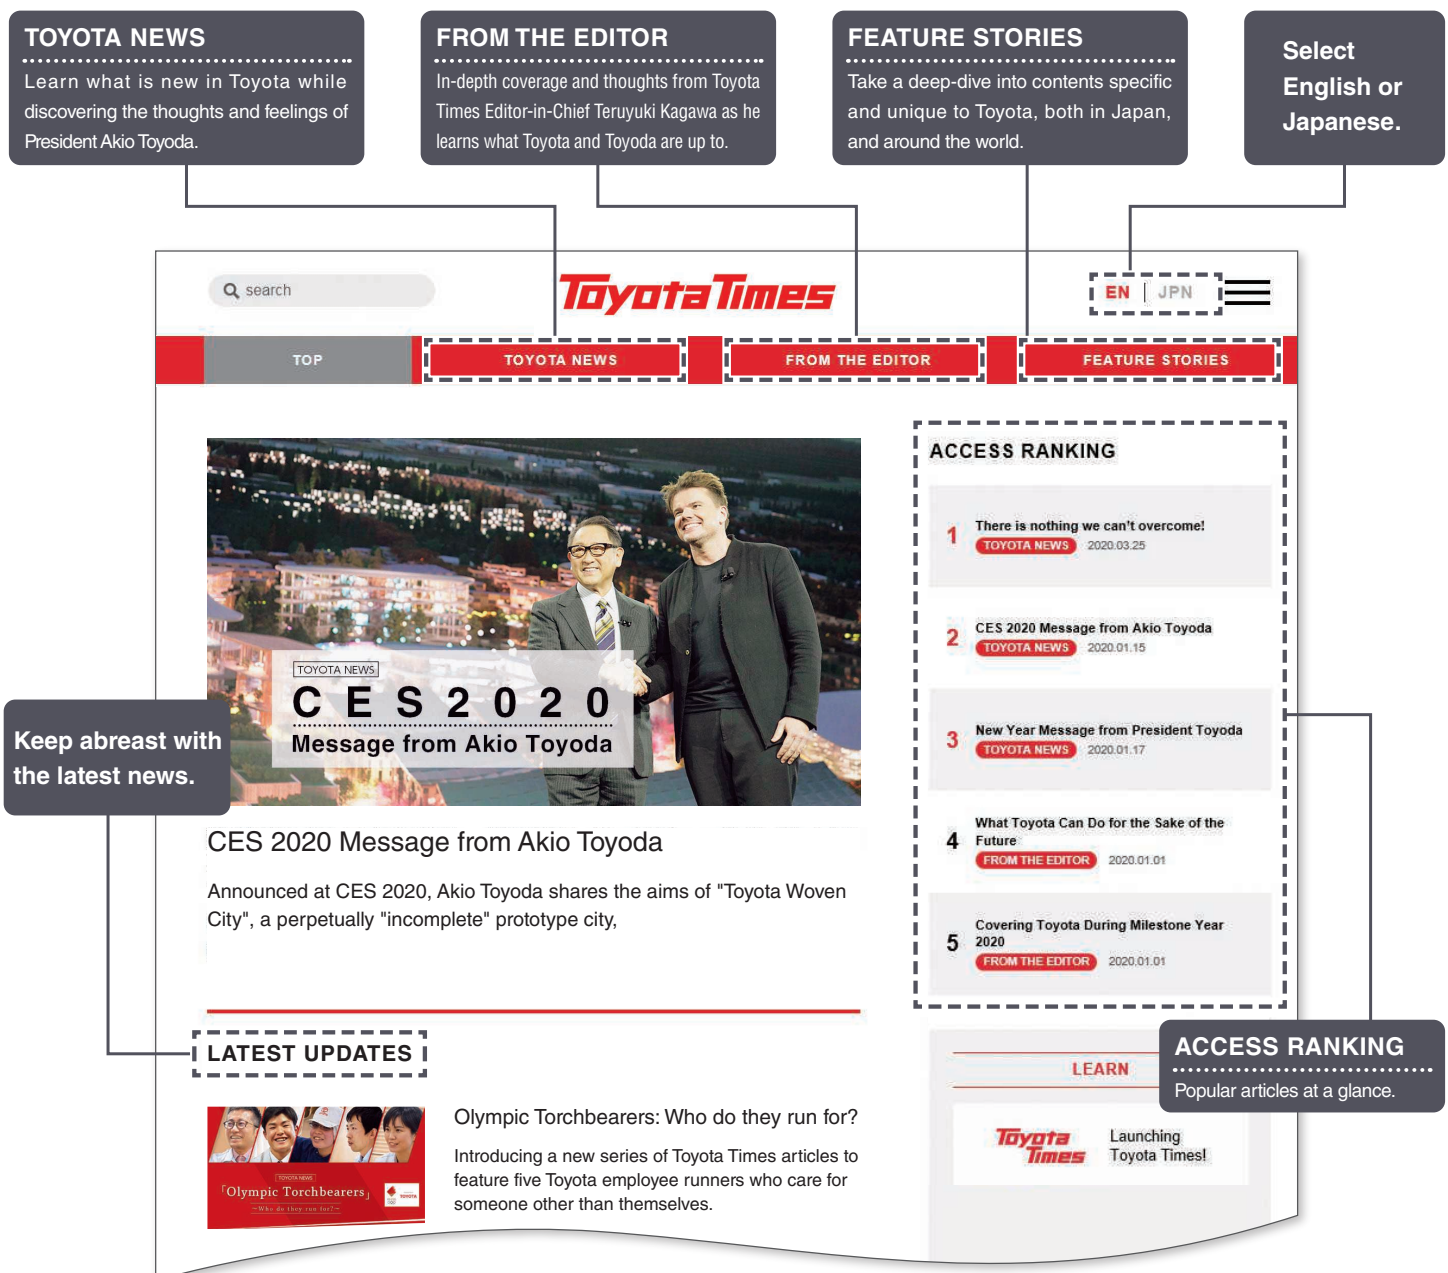 TOYOTA NEWS
Learn what is new in Toyota while
discovering the thoughts and feelings of
President Akio Toyoda.
FROM THE EDITOR
In-depth coverage and thoughts from Toyota
Times Editor-in-Chief Teruyuki Kagawa as he
learns what Toyota and Toyoda are up to.
FEATURE STORIES
Take a deep-dive into contents specific
and unique to Toyota, both in Japan,
and around the world.
Select
English or
Japanese.
search
Toyota Times
EN | JPN
TOP
TOYOTA NEWS
FROM THE EDITOR
FEATURE STORIES
TOYOTA NEWS
CES2020
Message from Akio Toyoda
Keep abreast with
the latest news.
CES 2020 Message from Akio Toyoda
Announced at CES 2020, Akio Toyoda shares the aims of "Toyota Woven
City", a perpetually "incomplete" prototype city,
ACCESS RANKING
1
There is nothing we can't overcome!
TOYOTA NEWS 2020.03.25
2
CES 2020 Message from Akio Toyoda
TOYOTA NEWS 2020.01.15
3
New Year Message from President Toyoda
TOYOTA NEWS 2020.01.17
4
What Toyota Can Do for the Sake of the
Future
FROM THE EDITOR 2020.01.01
5
Covering Toyota During Milestone Year
2020
FROM THE EDITOR 2020.01.01
ACCESS RANKING
Popular articles at a glance.
LATEST UPDATES
TOYOTA NEWS
「Olympic Torchbearers」
~Who do they run for?~
TOYOTA
Olympic Torchbearers: Who do they run for?
Introducing a new series of Toyota Times articles to
feature five Toyota employee runners who care for
someone other than themselves.
LEARN
Toyota
Times
Launching
Toyota Times!